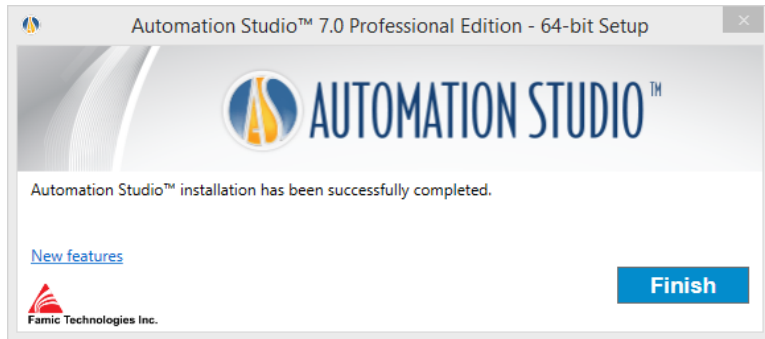 Automation Studio™ 7.0 Professional Edition - 64-bit Setup
AUTOMATION STUDIO™
Automation Studio™ installation has been successfully completed.
New features
Finish
Famic Technologies Inc.